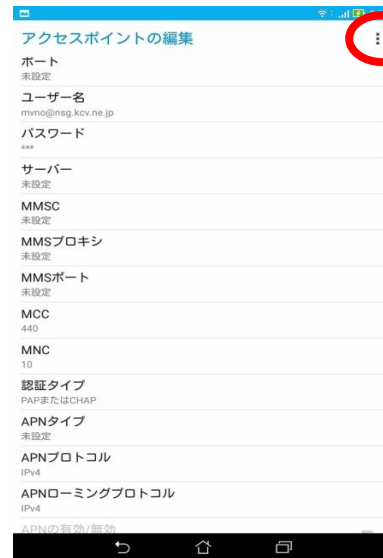 アクセスポイントの編集
ポート
未設定
ユーザー名
mvno@nsg.kcv.ne.jp
パスワード
***
サーバー
未設定
MMSC
未設定
MMSプロキシ
未設定
MMSポート
未設定
MCC
440
MNC
10
認証タイプ
PAPまたはCHAP
APNタイプ
未設定
APNプロトコル
IPv4
APNローミングプロトコル
IPv4
APNの有効/無効